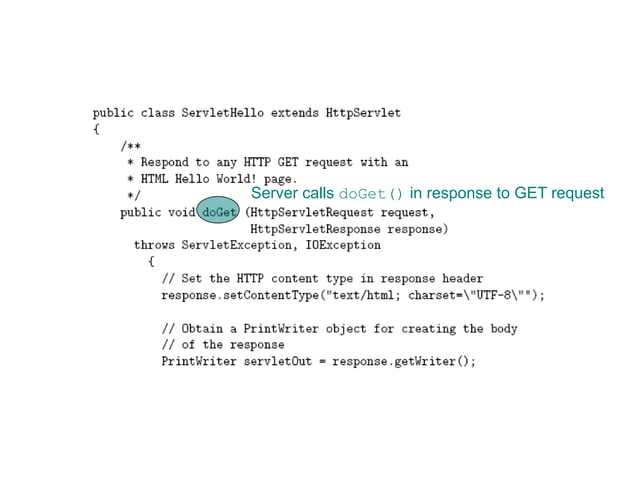 public class ServletHello extends HttpServlet
{
/**
* Respond to any HTTP GET request with an
* HTML Hello World! page.
*/
Server calls doGet() in response to GET request
public void doGet (HttpServletRequest request,
HttpServletResponse response)
throws ServletException, IOException
{
// Set the HTTP content type in response header
response.setContentType("text/html; charset=\"UTF-8\"");
// Obtain a PrintWriter object for creating the body
// of the response
PrintWriter servletOut = response.getWriter();